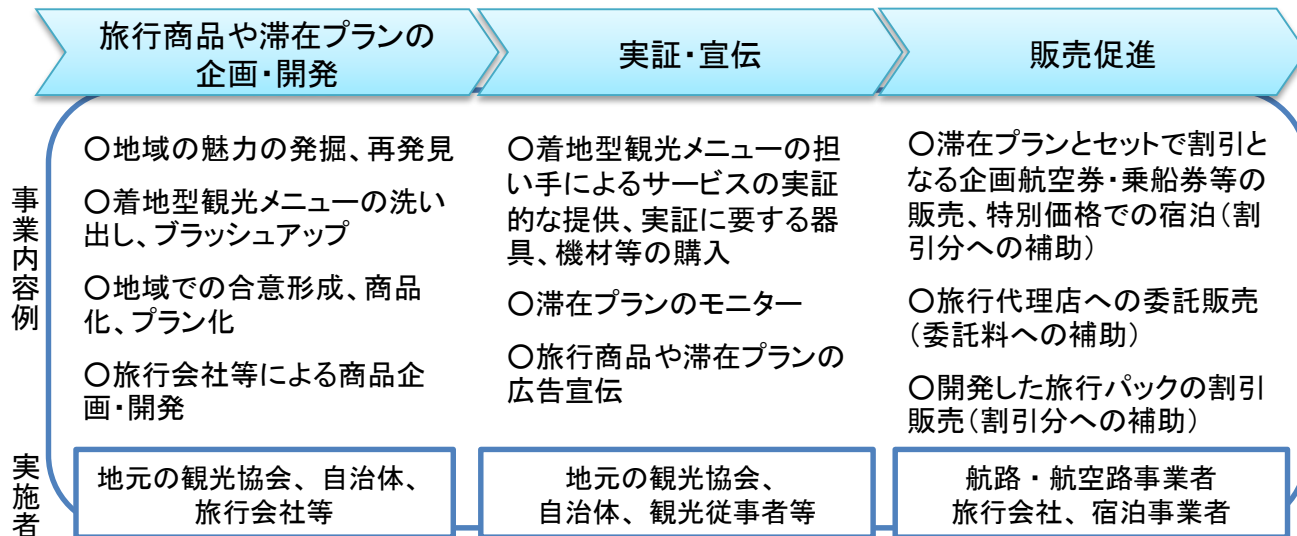 旅行商品や滞在プランの
企画・開発
実証・宣伝
販売促進
事業内容例
○地域の魅力の発掘、再発見
○着地型観光メニューの洗い
出し、ブラッシュアップ
○地域での合意形成、商品
化、プラン化
○旅行会社等による商品企
画・開発
○着地型観光メニューの担
い手によるサービスの実証
的な提供、実証に要する器
具、機材等の購入
○滞在プランのモニター
○旅行商品や滞在プランの
広告宣伝
○滞在プランとセットで割引と
なる企画航空券・乗船券等の
販売、特別価格での宿泊(割
引分への補助)
○旅行代理店への委託販売
(委託料への補助)
○開発した旅行パックの割引
販売(割引分への補助)
実施者
地元の観光協会、自治体、
旅行会社等
地元の観光協会、
自治体、観光従事者等
航路・航空路事業者
旅行会社、宿泊事業者